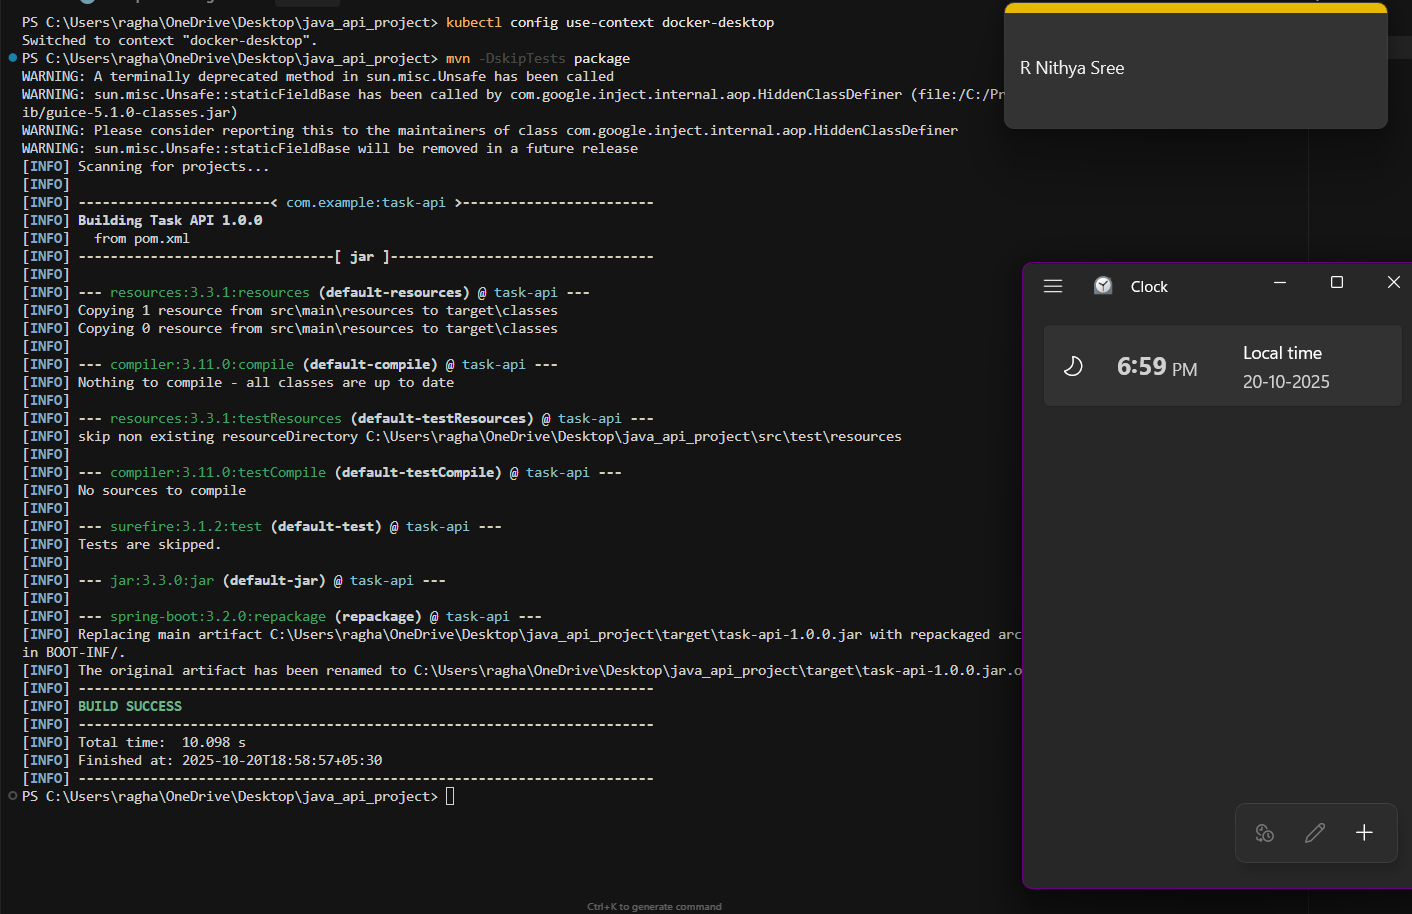 PS C:\Users\ragha\OneDrive\Desktop\java_api_project> kubectl config use-context docker-desktop
Switched to context "docker-desktop".
PS C:\Users\ragha\OneDrive\Desktop\java_api_project> mvn -DskipTests package
WARNING: A terminally deprecated method in sun.misc.Unsafe has been called
WARNING: sun.misc.Unsafe::staticFieldBase has been called by com.google.inject.internal.aop.HiddenClassDefiner (file:/C:/Pr
ib/guice-5.1.0-classes.jar)
WARNING: Please consider reporting this to the maintainers of class com.google.inject.internal.aop.HiddenClassDefiner
WARNING: sun.misc.Unsafe::staticFieldBase will be removed in a future release
[INFO] Scanning for projects...
[INFO]
[INFO] ------------------------< com.example:task-api >------------------------
[INFO] Building Task API 1.0.0
[INFO]   from pom.xml
[INFO] --------------------------------[ jar ]---------------------------------
[INFO]
[INFO] --- resources:3.3.1:resources (default-resources) @ task-api ---
[INFO] Copying 1 resource from src\main\resources to target\classes
[INFO] Copying 0 resource from src\main\resources to target\classes
[INFO]
[INFO] --- compiler:3.11.0:compile (default-compile) @ task-api ---
[INFO] Nothing to compile - all classes are up to date
[INFO]
[INFO] --- resources:3.3.1:testResources (default-testResources) @ task-api ---
[INFO] skip non existing resourceDirectory C:\Users\ragha\OneDrive\Desktop\java_api_project\src\test\resources
[INFO]
[INFO] --- compiler:3.11.0:testCompile (default-testCompile) @ task-api ---
[INFO] No sources to compile
[INFO]
[INFO] --- surefire:3.1.2:test (default-test) @ task-api ---
[INFO] Tests are skipped.
[INFO]
[INFO] --- jar:3.3.0:jar (default-jar) @ task-api ---
[INFO]
[INFO] --- spring-boot:3.2.0:repackage (repackage) @ task-api ---
[INFO] Replacing main artifact C:\Users\ragha\OneDrive\Desktop\java_api_project\target\task-api-1.0.0.jar with repackaged arc
in BOOT-INF/.
[INFO] The original artifact has been renamed to C:\Users\ragha\OneDrive\Desktop\java_api_project\target\task-api-1.0.0.jar.o
[INFO] ------------------------------------------------------------------------
[INFO] BUILD SUCCESS
[INFO] ------------------------------------------------------------------------
[INFO] Total time:  10.098 s
[INFO] Finished at: 2025-10-20T18:58:57+05:30
[INFO] ------------------------------------------------------------------------
PS C:\Users\ragha\OneDrive\Desktop\java_api_project>
Ctrl+K to generate command
R Nithya Sree
Clock
6:59 PM
Local time
20-10-2025